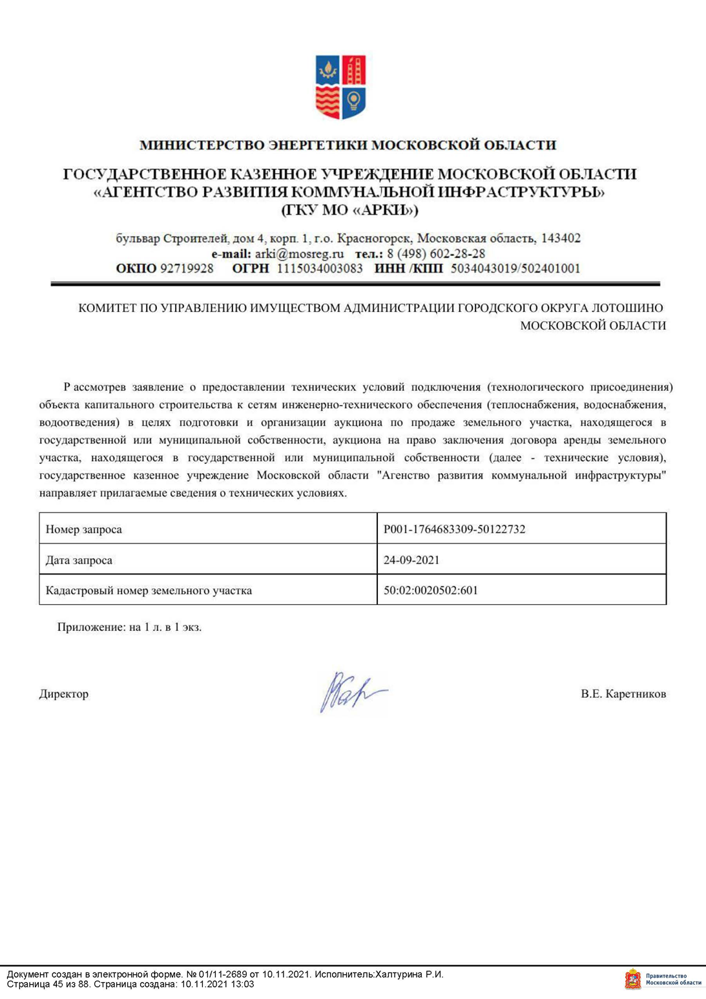 МИНИСТЕРСТВО ЭНЕРГЕТИКИ МОСКОВСКОЙ ОБЛАСТИ
ГОСУДАРСТВЕННОЕ КАЗЕННОЕ УЧРЕЖДЕНИЕ МОСКОВСКОЙ ОБЛАСТИ
«АГЕНТСТВО РАЗВИТИЯ КОММУНАЛЬНОЙ ИНФРАСТРУКТУРЫ»
(ГКУ МО «АРКИ»)
бульвар Строителей, дом 4, корп. 1, г.о. Красногорск, Московская область, 143402
e-mail: arki@mosreg.ru тел.: 8 (498) 602-28-28
ОКПО 92719928 ОГРН 1115034003083 ИНН /КПП 5034043019/502401001
КОМИТЕТ ПО УПРАВЛЕНИЮ ИМУЩЕСТВОМ АДМИНИСТРАЦИИ ГОРОДСКОГО ОКРУГА ЛОТОШИНО
МОСКОВСКОЙ ОБЛАСТИ
Р ассмотрев заявление о предоставлении технических условий подключения (технологического присоединения)
объекта капитального строительства к сетям инженерно-технического обеспечения (теплоснабжения, водоснабжения,
водоотведения) в целях подготовки и организации аукциона по продаже земельного участка, находящегося в
государственной или муниципальной собственности, аукциона на право заключения договора аренды земельного
участка, находящегося в государственной или муниципальной собственности (далее - технические условия),
государственное казенное учреждение Московской области "Агенство развития коммунальной инфраструктуры"
направляет прилагаемые сведения о технических условиях.
Номер запроса P001-1764683309-50122732
Дата запроса 24-09-2021
Кадастровый номер земельного участка 50:02:0020502:601
Приложение: на 1 л. в 1 экз.
Директор В.Е. Каретников
Документ создан в электронной форме. № 01/11-2689 от 10.11.2021. Исполнитель:Халтурина Р.И.
Страница 45 из 88. Страница создана: 10.11.2021 13:03
Правительство
Московской области